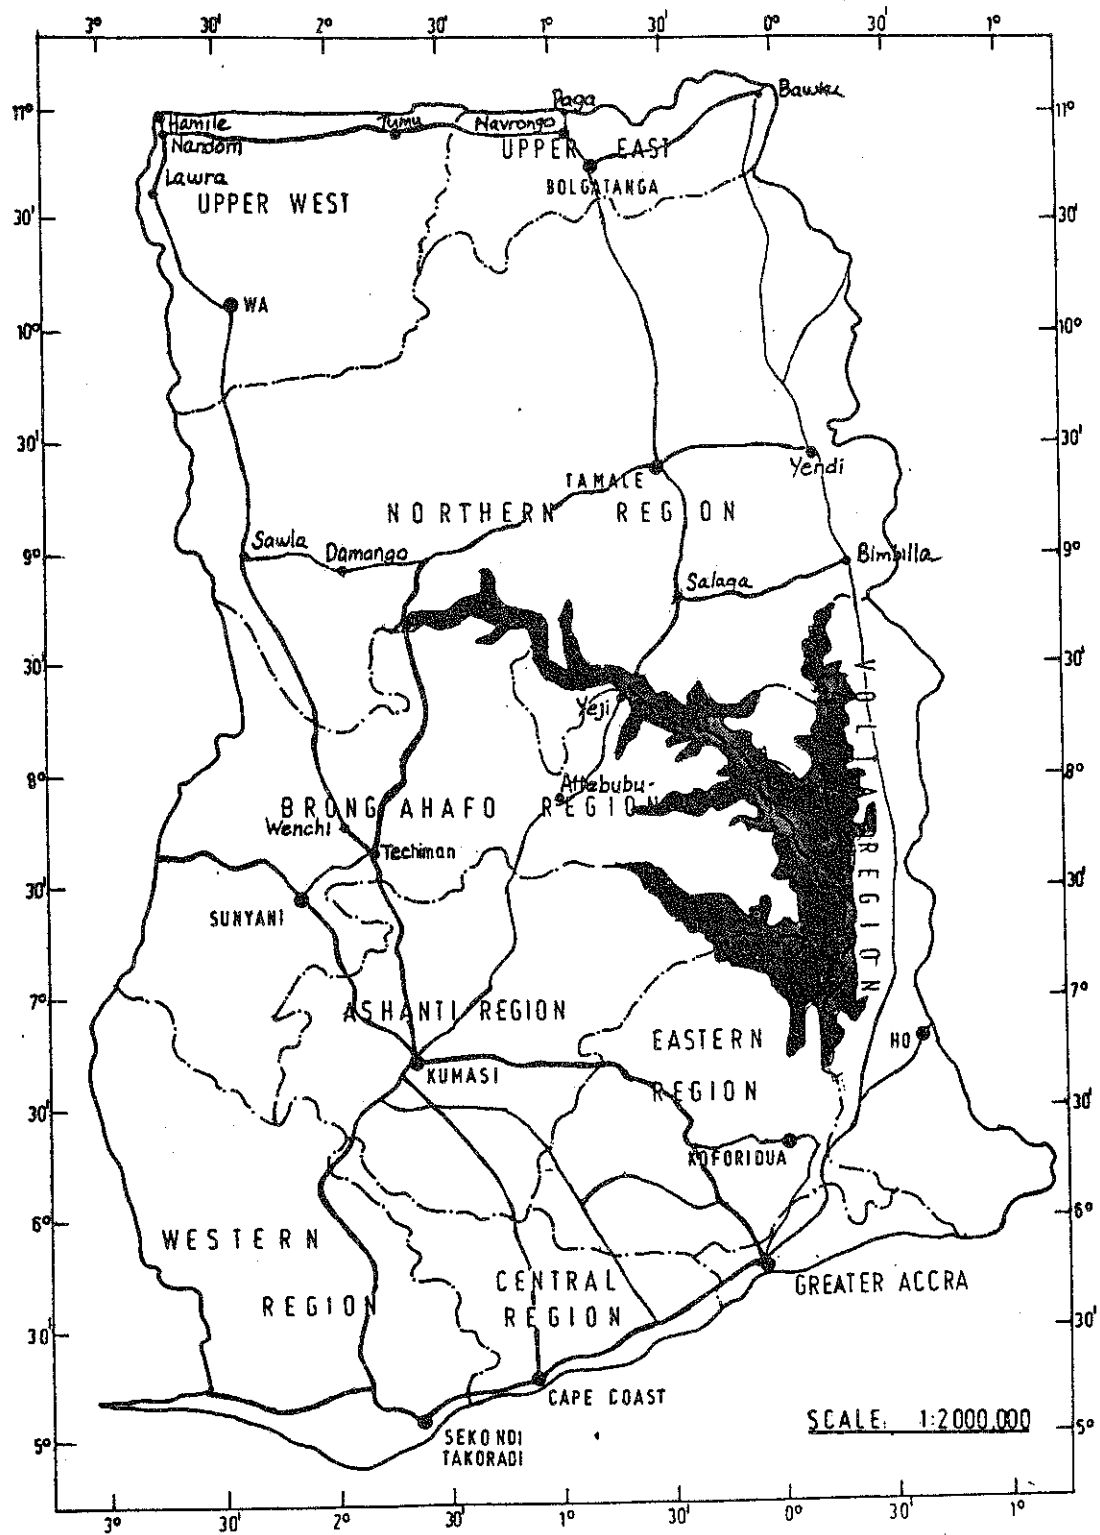 3° 30' 2° 30' 1° 30' 0° 30' 1°
Paga
Bawku
11° 11°
Hamile Tumu Navrongo
Nandom
UPPER EAST
Lawra
BOLGATANGA
UPPER WEST
30' 30'
WA
10° 10°
30' 30'
Yendi
TAMALE
NORTHERN REGION
Sawla
Damango
9° 9°
Bimbilla
Salaga
30' 30'
VOLTA REGION
Yeji
8° 8°
Attebubu
BRONG AHAFO REGION
Wenchi
Techiman
30' 30'
SUNYANI
7° 7°
ASHANTI REGION
EASTERN
REGION
HO
KUMASI
30' 30'
KOFORIDUA
6° 6°
WESTERN
REGION
CENTRAL
REGION
GREATER ACCRA
30' 30'
CAPE COAST
SCALE: 1:2000,000
SEKONDI
TAKORADI
5° 5°
3° 30' 2° 30' 1° 30' 0° 30' 1°